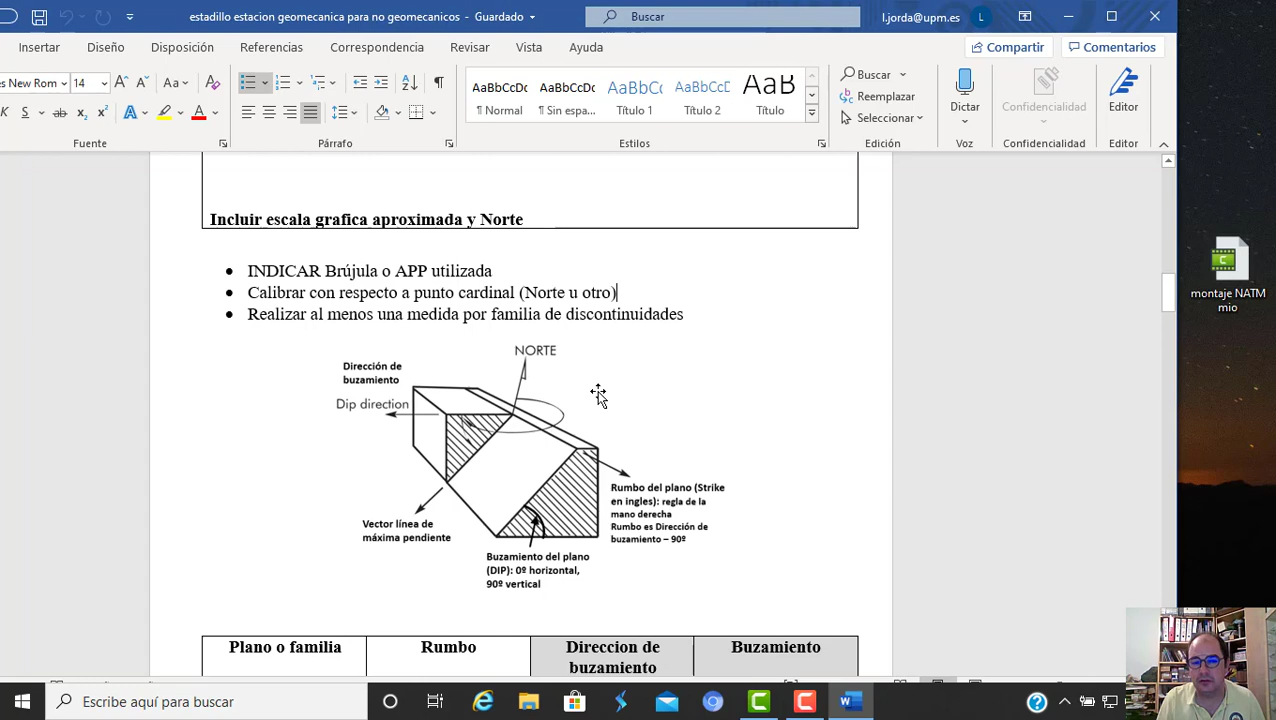 estadillo estacion geomecanica para no geomecanicos - Guardado
Buscar
l.jorda@upm.es
L
Insertar
Diseño
Disposición
Referencias
Correspondencia
Revisar
Vista
Ayuda
Compartir
Comentarios
es New Rom
14
Aa
AaBbCcDc
AaBbCcDc
AaBbCcD
AaBbCcD
AaB
¶ Normal
¶ Sin espa...
Título 1
Título 2
Título
Buscar
Reemplazar
Seleccionar
Dictar
Confidencialidad
Editor
Fuente
Párrafo
Estilos
Edición
Voz
Confidencialidad
Editor
Incluir escala grafica aproximada y Norte
• INDICAR Brújula o APP utilizada
• Calibrar con respecto a punto cardinal (Norte u otro)
• Realizar al menos una medida por familia de discontinuidades
NORTE
Dirección de
buzamiento
Dip direction
Rumbo del plano (Strike
en ingles): regla de la
mano derecha
Rumbo es Dirección de
buzamiento – 90º
Vector línea de
máxima pendiente
Buzamiento del plano
(DIP): 0º horizontal,
90º vertical
Plano o familia
Rumbo
Direccion de
buzamiento
Buzamiento
montaje NATM
mio
Escribe aquí para buscar